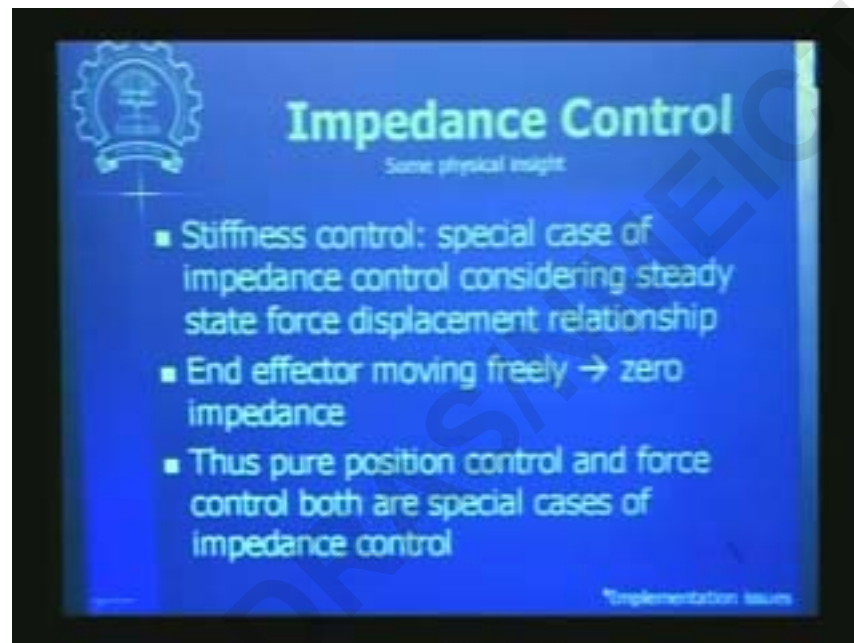 Impedance Control
Some physical insight
■ Stiffness control: special case of
impedance control considering steady
state force displacement relationship
■ End effector moving freely → zero
impedance
■ Thus pure position control and force
control both are special cases of
impedance control
*Implementation issues